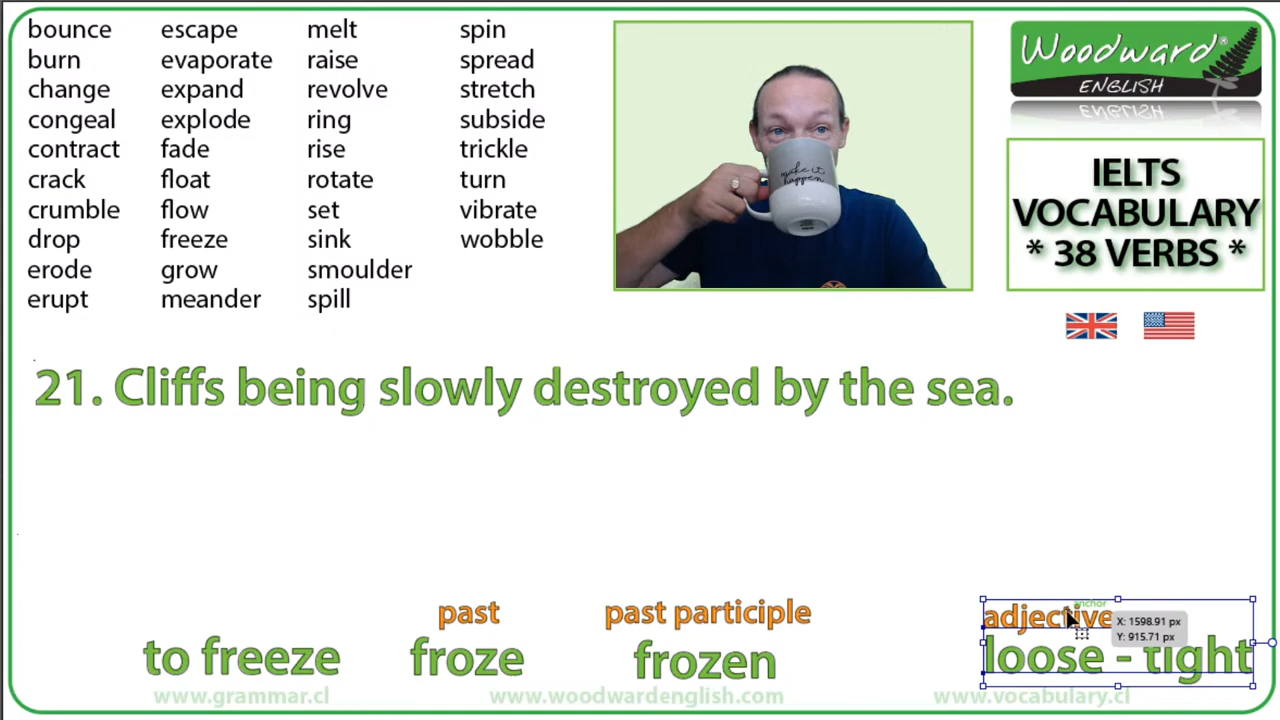 bounce escape melt spin
burn evaporate raise spread
change expand revolve stretch
congeal explode ring subside
contract fade rise trickle
crack float rotate turn
crumble flow set vibrate
drop freeze sink wobble
erode grow smoulder
erupt meander spill
make it
happen
Woodward®
ENGLISH
IELTS
VOCABULARY
* 38 VERBS *
21. Cliffs being slowly destroyed by the sea.
past past participle adjective
anchor
X: 1598.91 px
Y: 915.71 px
to freeze froze frozen loose - tight
www.grammar.cl www.woodwardenglish.com www.vocabulary.cl